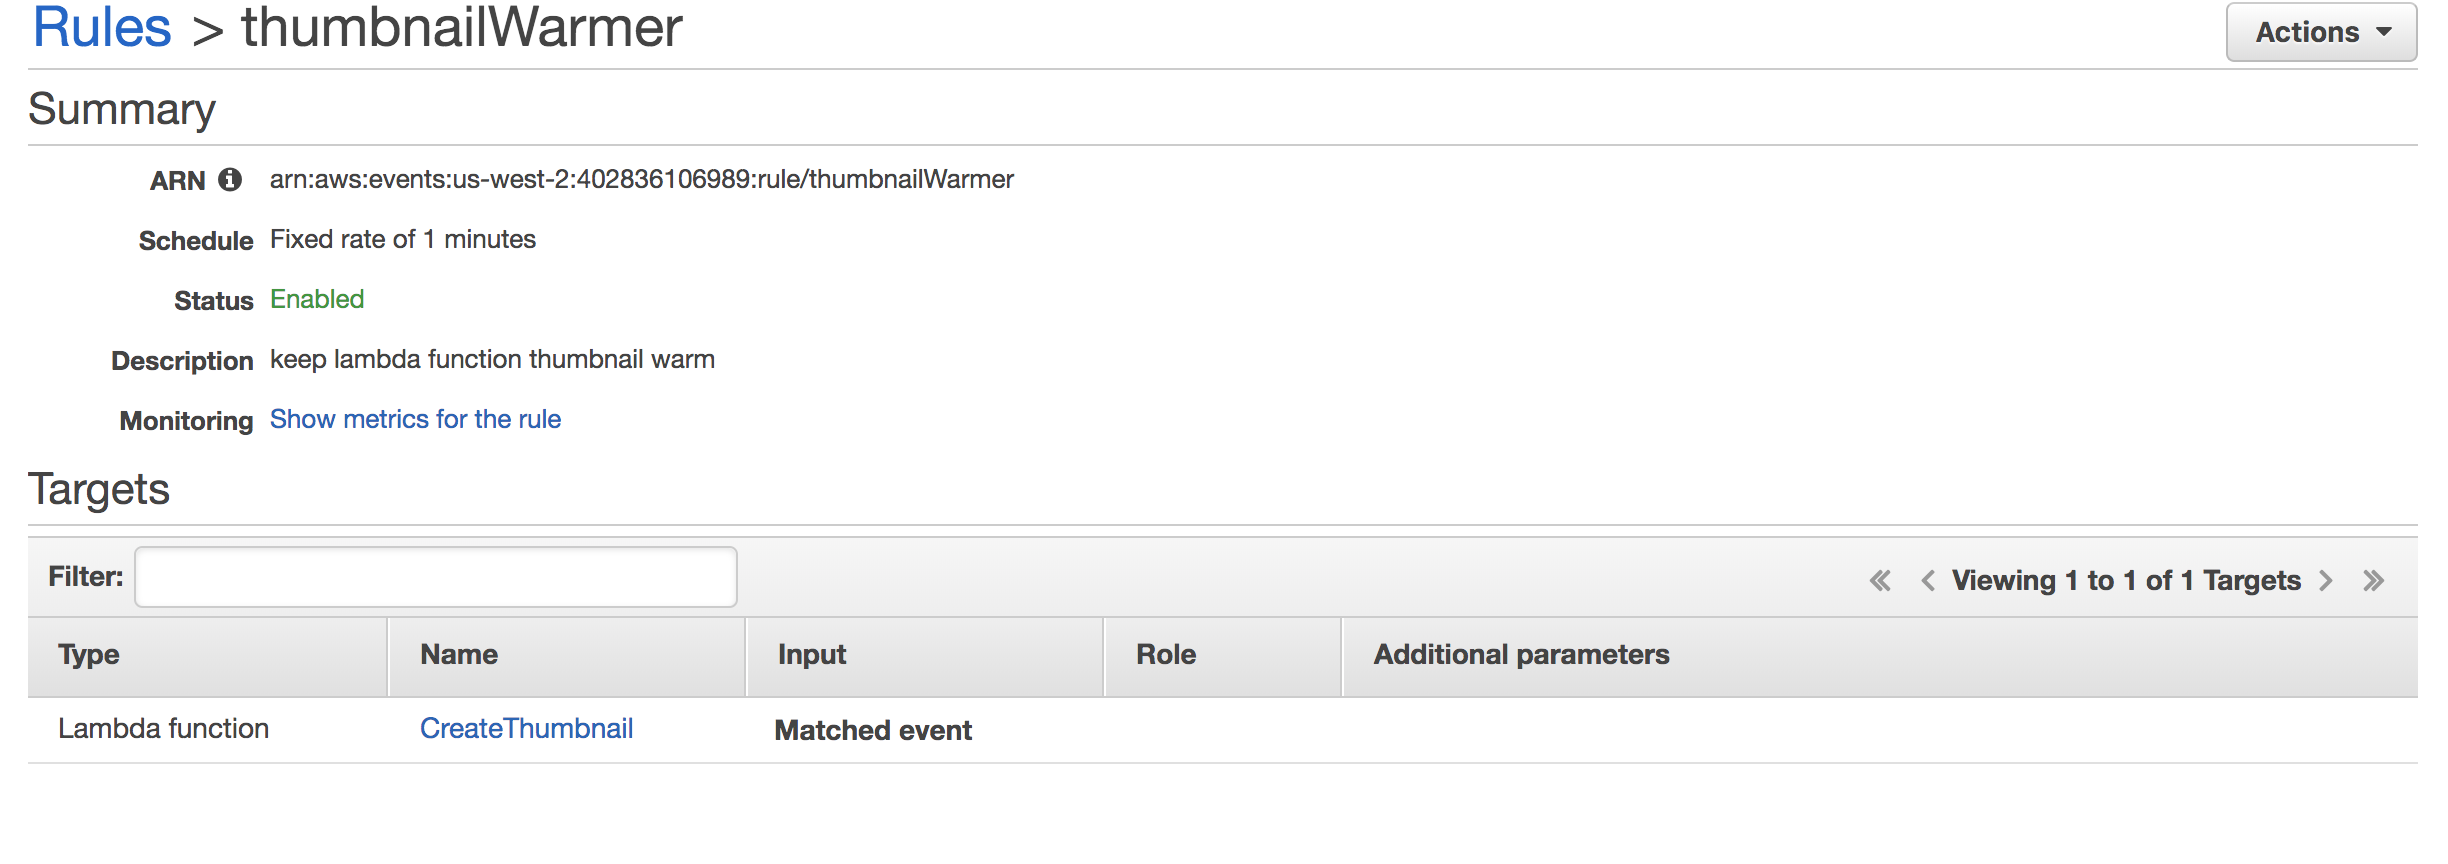 Rules > thumbnailWarmer
Actions
Summary
ARN arn:aws:events:us-west-2:402836106989:rule/thumbnailWarmer
Schedule Fixed rate of 1 minutes
Status Enabled
Description keep lambda function thumbnail warm
Monitoring Show metrics for the rule
Targets
Filter: « < Viewing 1 to 1 of 1 Targets > »
Type Name Input Role Additional parameters
Lambda function CreateThumbnail Matched event